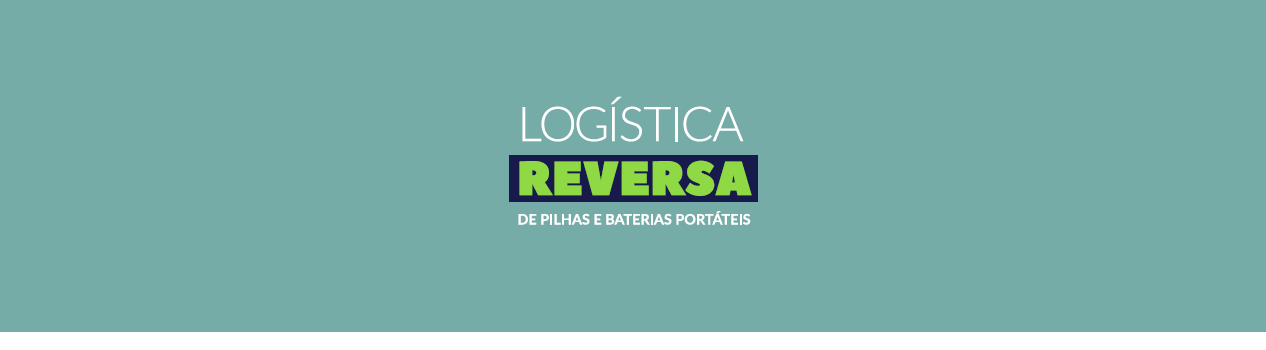 LOGÍSTICA
REVERSA
DE PILHAS E BATERIAS PORTÁTEIS